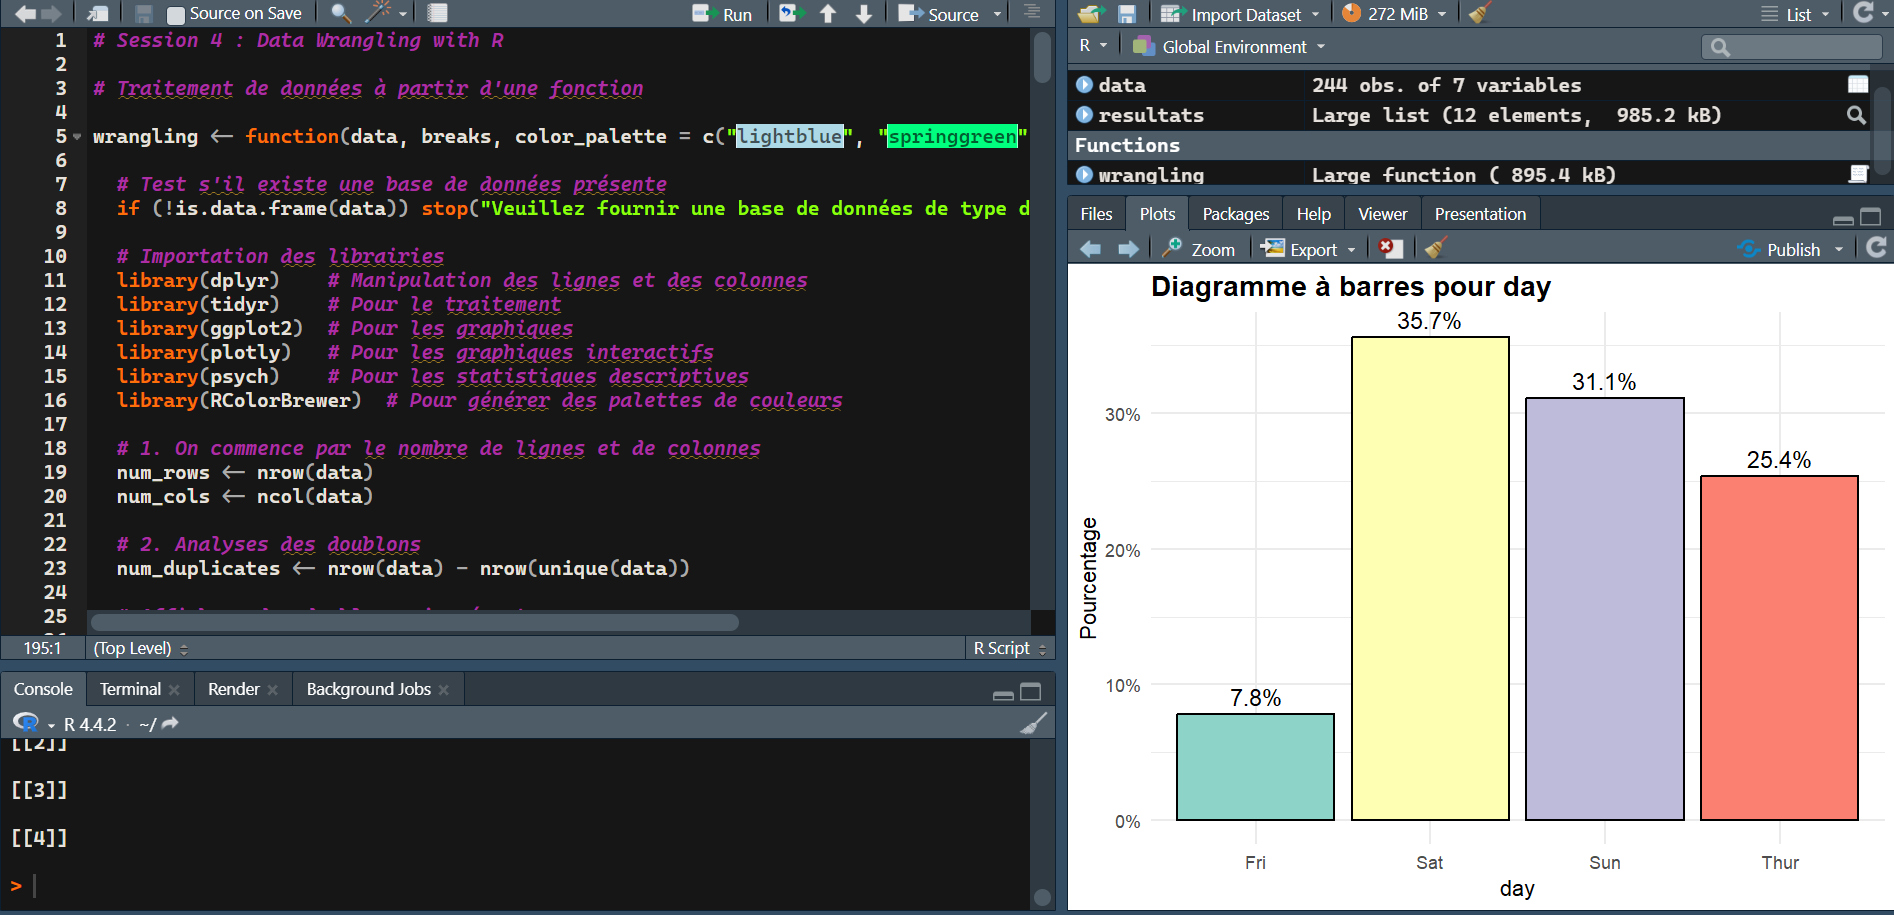 Source on Save
Run
Source
1 # Session 4 : Data Wrangling with R
2
3 # Traitement de données à partir d'une fonction
4
5 wrangling <- function(data, breaks, color_palette = c("lightblue", "springgreen"
6
7 # Test s'il existe une base de données présente
8 if (!is.data.frame(data)) stop("Veuillez fournir une base de données de type d
9
10 # Importation des librairies
11 library(dplyr) # Manipulation des lignes et des colonnes
12 library(tidyr) # Pour le traitement
13 library(ggplot2) # Pour les graphiques
14 library(plotly) # Pour les graphiques interactifs
15 library(psych) # Pour les statistiques descriptives
16 library(RColorBrewer) # Pour générer des palettes de couleurs
17
18 # 1. On commence par le nombre de lignes et de colonnes
19 num_rows <- nrow(data)
20 num_cols <- ncol(data)
21
22 # 2. Analyses des doublons
23 num_duplicates <- nrow(data) - nrow(unique(data))
24
25
195:1 (Top Level) R Script
Console Terminal Render Background Jobs
R 4.4.2 · ~/
[[2]]
[[3]]
[[4]]
>
Import Dataset 272 MiB List
R Global Environment
data 244 obs. of 7 variables
resultats Large list (12 elements, 985.2 kB)
Functions
wrangling Large function ( 895.4 kB)
Files Plots Packages Help Viewer Presentation
Zoom Export Publish
Diagramme à barres pour day
35.7%
31.1%
25.4%
7.8%
30%
20%
10%
0%
Pourcentage
Fri Sat Sun Thur
day